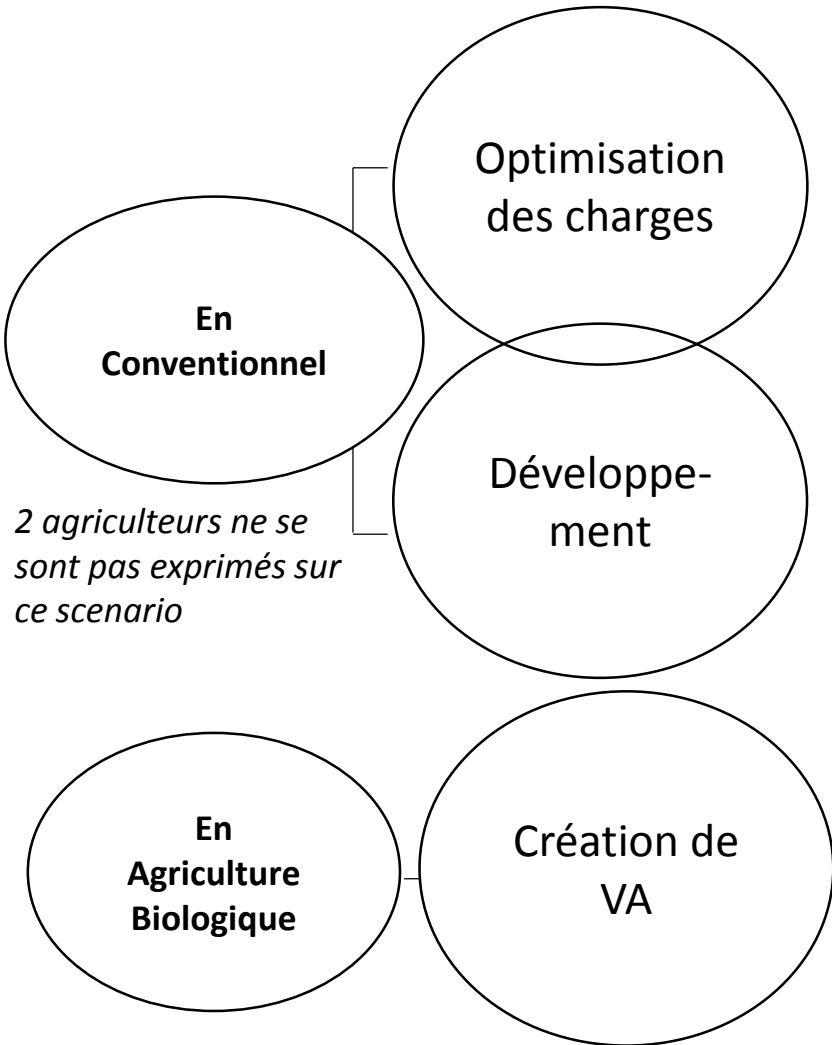 Optimisation
des charges
En
Conventionnel
Développe-
ment
2 agriculteurs ne se
sont pas exprimés sur
ce scenario
En
Agriculture
Biologique
Création de
VA